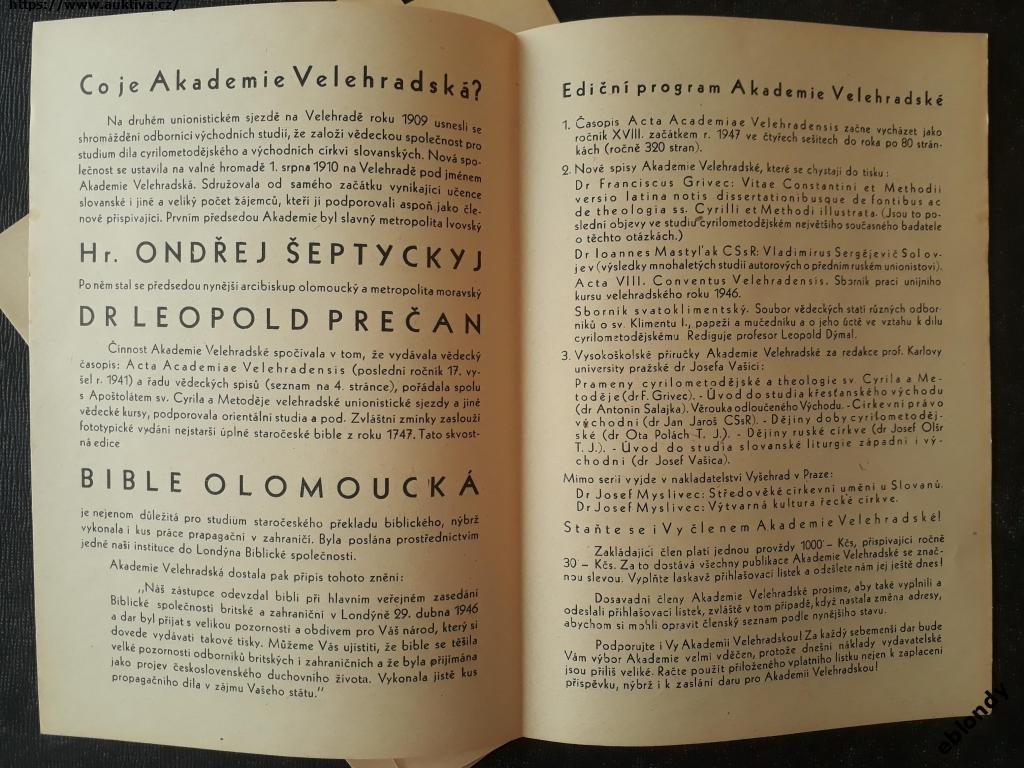 https://www.auktiva.cz/
Co je Akademie Velehradská?
Na druhém unionistickém sjezdě na Velehradě roku 1909 usnesli se
shromáždění odborníci východních studií, že založí vědeckou společnost pro
studium díla cyrilometodějského a východních církví slovanských. Nová spo-
lečnost se ustavila na valné hromadě 1. srpna 1910 na Velehradě pod jménem
Akademie Velehradská. Sdružovala od samého začátku vynikající učence
slovanské i jiné a veliký počet zájemců, kteří ji podporovali aspoň jako čle-
nové přispívající. Prvním předsedou Akademie byl slavný metropolita lvovský
Hr. ONDŘEJ ŠEPTYCKYJ
Po něm stal se předsedou nynější arcibiskup olomoucký a metropolita moravský
DR LEOPOLD PREČAN
Činnost Akademie Velehradské spočívala v tom, že vydávala vědecký
časopis: Acta Academiae Velehradensis (poslední ročník 17. vy-
šel r. 1941) a řadu vědeckých spisů (seznam na 4. stránce), pořádala spolu
s Apoštolátem sv. Cyrila a Metoděje velehradské unionistické sjezdy a jiné
vědecké kursy, podporovala orientální studia a pod. Zvláštní zmínky zaslouží
fototypické vydání nejstarší úplné staročeské bible z roku 1747. Tato skvost-
ná edice
BIBLE OLOMOUCKÁ
je nejenom důležitá pro studium staročeského překladu biblického, nýbrž
vykonala i kus práce propagační v zahraničí. Byla poslána prostřednictvím
jedné naší instituce do Londýna Biblické společnosti.
Akademie Velehradská dostala pak přípis tohoto znění:
„Náš zástupce odevzdal bibli při hlavním veřejném zasedání
Biblické společnosti britské a zahraniční v Londýně 29. dubna 1946
a dar byl přijat s velikou pozorností a obdivem pro Váš národ, který si
dovede vydávati takové tisky. Můžeme Vás ujistiti, že bible se těšila
velké pozornosti odborníků britských i zahraničních a že byla přijímána
jako projev československého duchovního života. Vykonala jistě kus
propagačního díla v zájmu Vašeho státu."
Ediční program Akademie Velehradské
1. Časopis Acta Academiae Velehradensis začne vycházet jako
ročník XVIII. začátkem r. 1947 ve čtyřech sešitech do roka po 80 strán-
kách (ročně 320 stran).
2. Nové spisy Akademie Velehradské, které se chystají do tisku:
Dr Franciscus Grivec: Vitae Constantini et Methodii
versio latina notis dissertationibusque de fontibus ac
de theologia ss. Cyrilli et Methodi illustrata. (Jsou to po-
slední objevy ve studiu cyrilometodějském největšího současného badatele
o těchto otázkách.)
Dr Ioannes Mastyl'ak CSsR: Vladimirus Sergějevič Solov-
jev (výsledky mnohaletých studií autorových o předním ruském unionistovi).
Acta VIII. Conventus Velehradensis. Sborník prací unijního
kursu velehradského roku 1946.
Sborník svatoklimentský. Soubor vědeckých statí různých odbor-
níků o sv. Klimentu I., papeži a mučedníku a o jeho úctě ve vztahu k dílu
cyrilometodějskému Rediguje profesor Leopold Dýmal.
3. Vysokoškolské příručky Akademie Velehradské za redakce prof. Karlovy
university pražské dr Josefa Vašici:
Prameny cyrilometodějské a theologie sv. Cyrila a Me-
toděje (dr F. Grivec). - Úvod do studia křesťanského východu
(dr Antonín Salajka). Věrouka odloučeného Východu. - Církevní právo
východní (dr Jan Jaroš CSsR). - Dějiny doby cyrilometoděj-
ské (dr Ota Polách T. J.). - Dějiny ruské církve (dr Josef Olšr
T. J.). - Úvod do studia slovanské liturgie západní i vý-
chodní (dr Josef Vašica).
Mimo serii vyjde v nakladatelství Vyšehrad v Praze:
Dr Josef Myslivec: Středověké církevní umění u Slovanů.
Dr Josef Myslivec: Výtvarná kultura řecké církve.
Staňte se i Vy členem Akademie Velehradské!
Zakládající člen platí jednou provždy 1000·- Kčs, přispívající ročně
30·- Kčs. Za to dostává všechny publikace Akademie Velehradské se znač-
nou slevou. Vyplňte laskavě přihlašovací lístek a odešlete nám jej ještě dnes!
Dosavadní členy Akademie Velehradské prosíme, aby také vyplnili a
odeslali přihlašovací lístek, zvláště v tom případě, když nastala změna adresy,
abychom si mohli opravit členský seznam podle nynějšího stavu.
Podporujte i Vy Akademii Velehradskou! Za každý sebemenší dar bude
Vám výbor Akademie velmi vděčen, protože dnešní náklady vydavatelské
jsou příliš veliké. Račte použít přiloženého vplatního lístku nejen k zaplacení
příspěvku, nýbrž i k zaslání daru pro Akademii Velehradskou!
eblondy